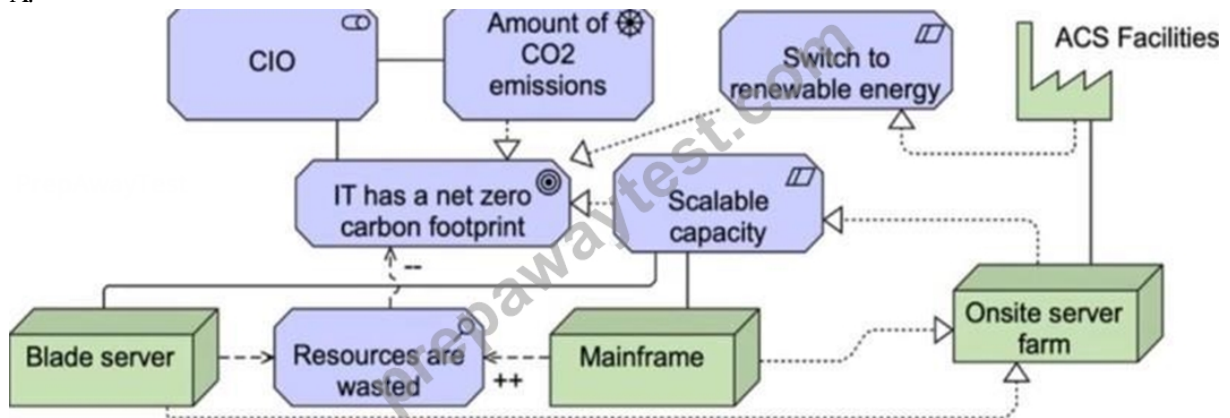 A.
CIO
Amount of
CO2
emissions
Switch to
renewable energy
ACS Facilities
IT has a net zero
carbon footprint
Scalable
capacity
--
Blade server
Resources are
wasted
++
Mainframe
Onsite server
farm
prepawaytest.com